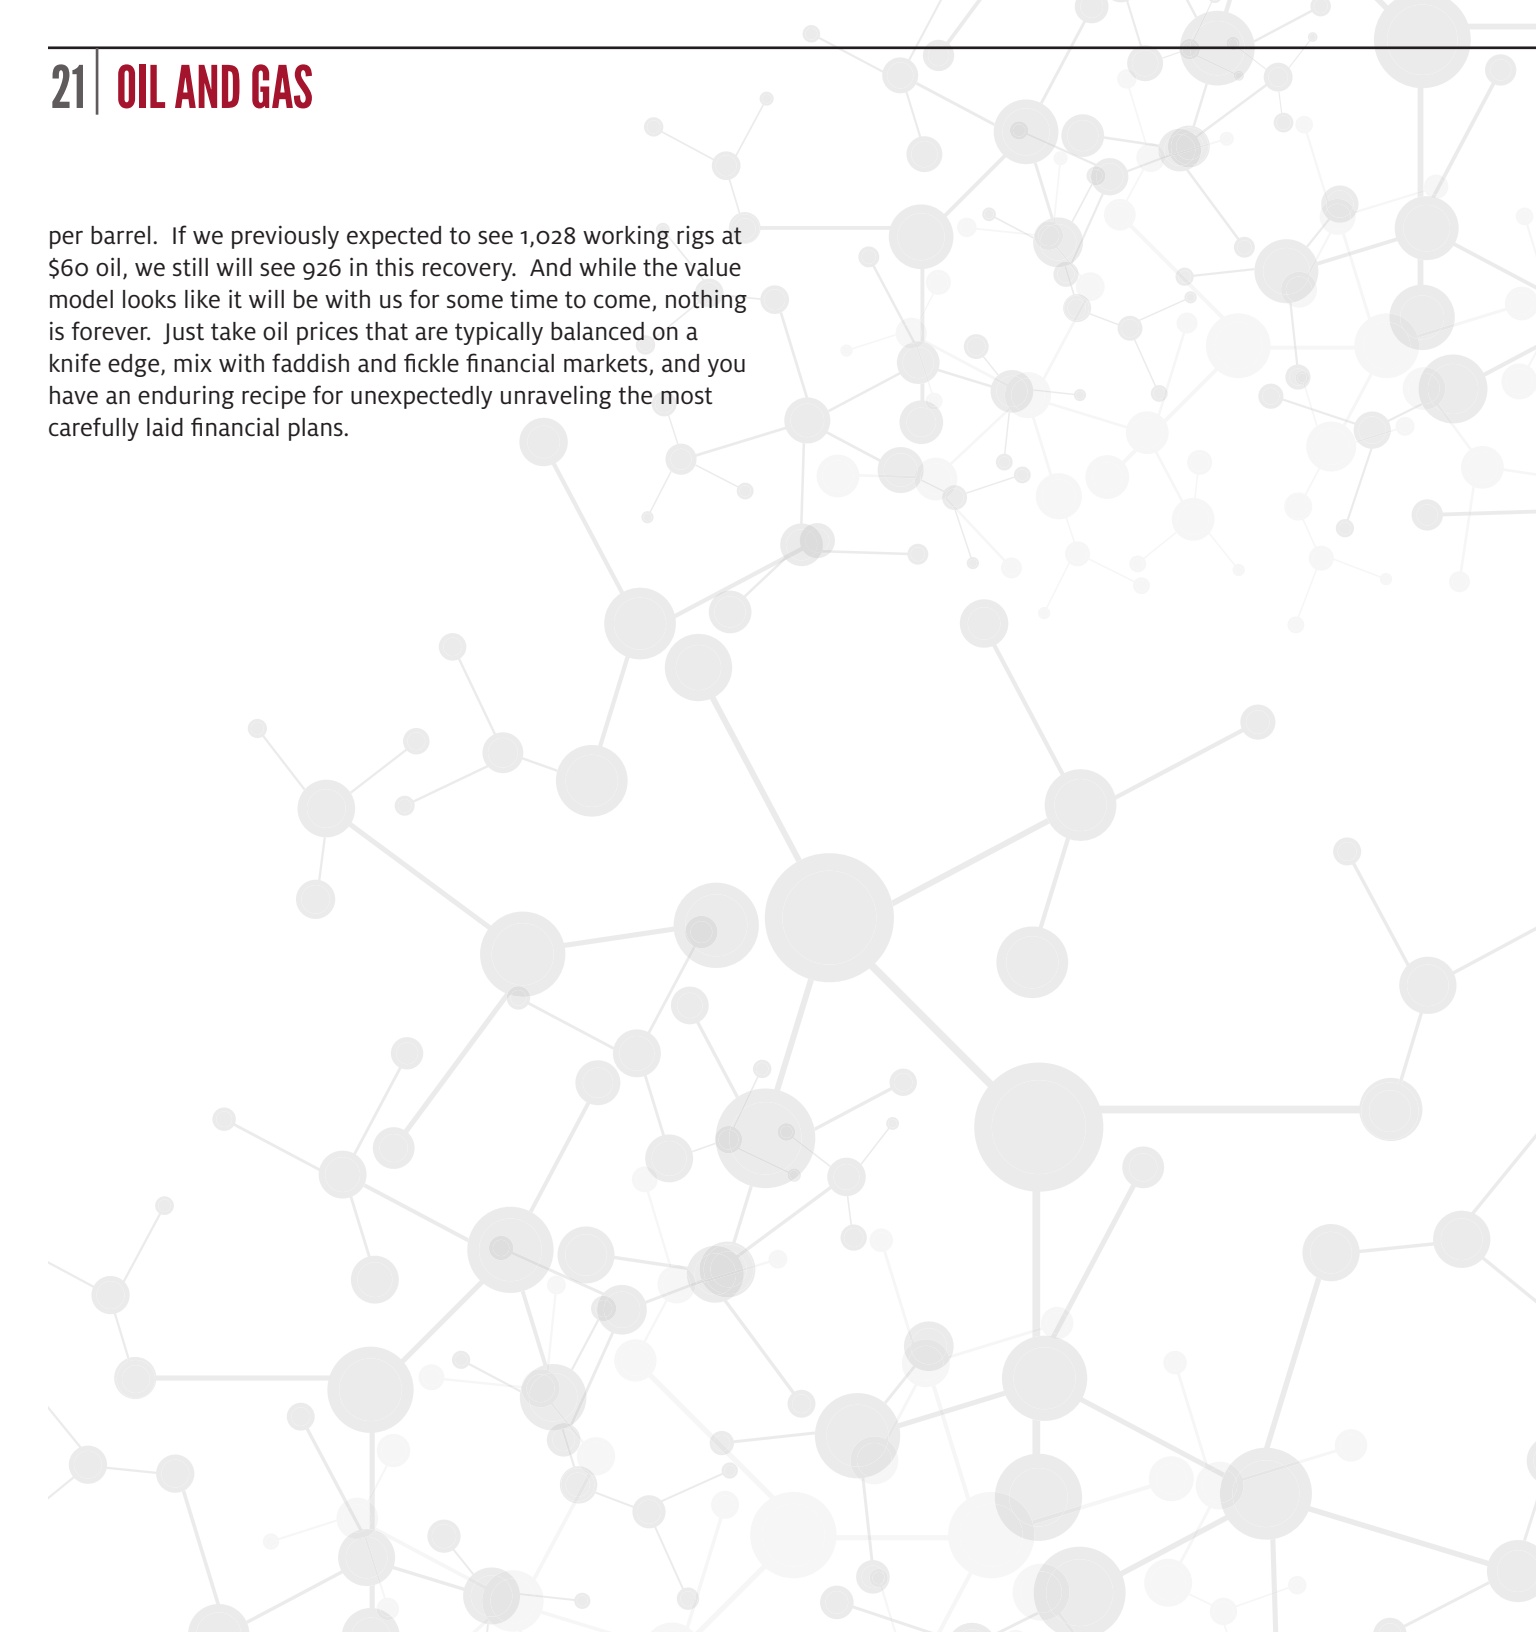 21 OIL AND GAS
per barrel.  If we previously expected to see 1,028 working rigs at
$60 oil, we still will see 926 in this recovery.  And while the value
model looks like it will be with us for some time to come, nothing
is forever.  Just take oil prices that are typically balanced on a
knife edge, mix with faddish and fickle financial markets, and you
have an enduring recipe for unexpectedly unraveling the most
carefully laid financial plans.